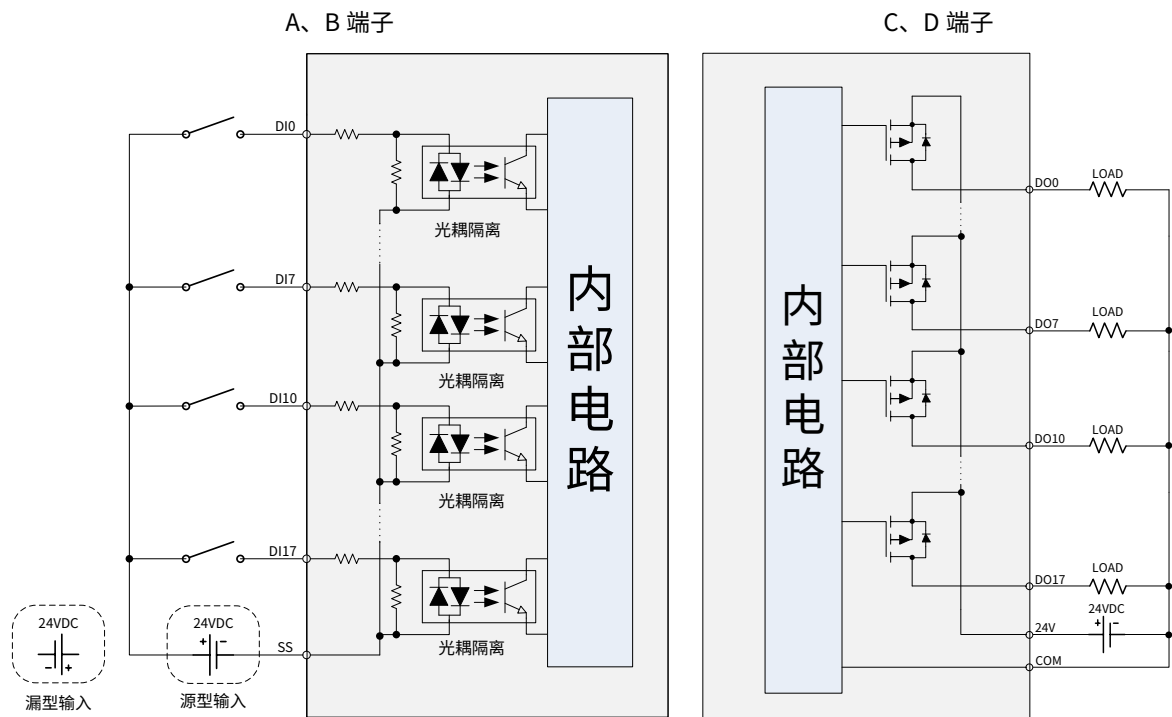 A、B 端子
DI0
光耦隔离
DI7
光耦隔离
DI10
光耦隔离
DI17
光耦隔离
SS
内部电路
24VDC
- +
漏型输入
24VDC
+ -
源型输入
C、D 端子
内部电路
DO0
LOAD
DO7
LOAD
DO10
LOAD
DO17
LOAD
24V
24VDC
+ -
COM